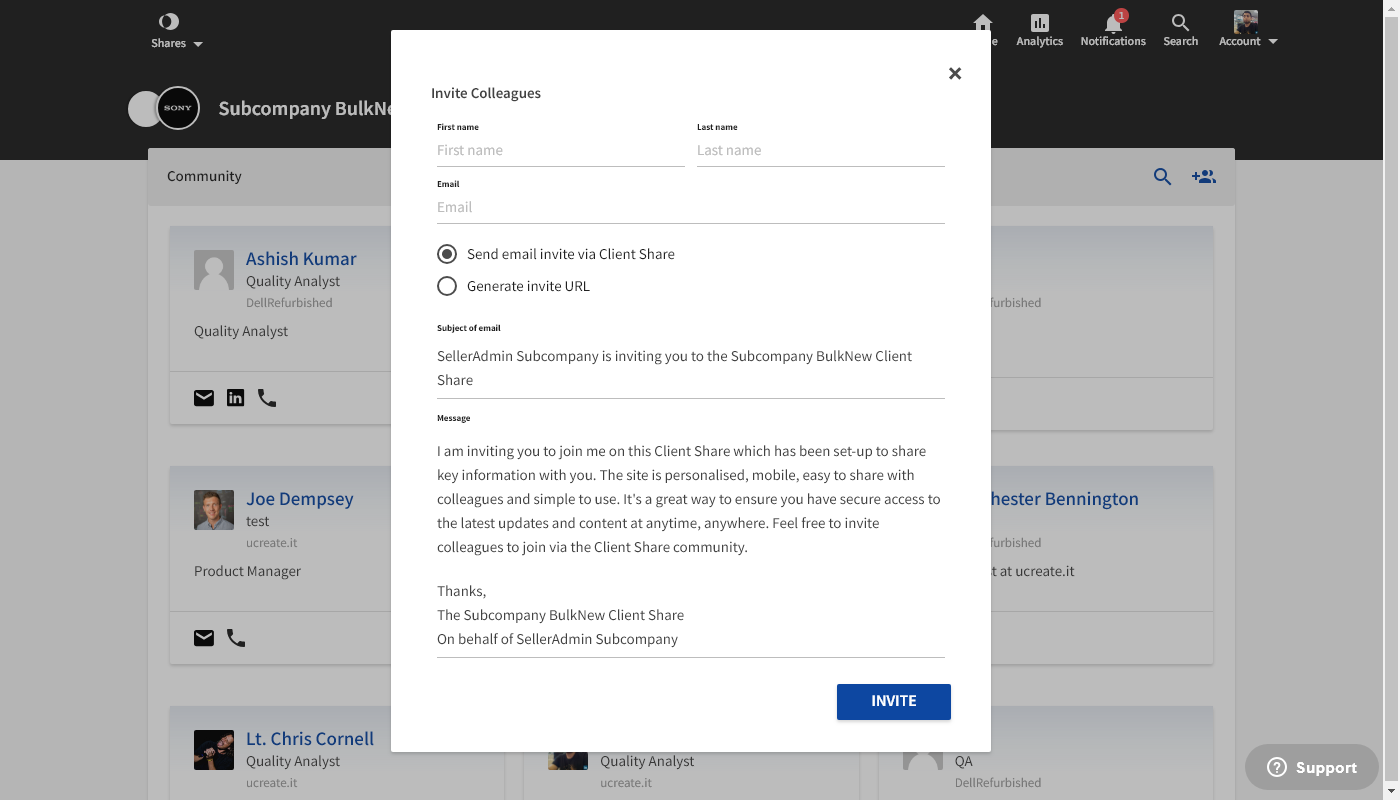 Shares
e
Analytics
1
Notifications
Search
Account
SONY
Subcompany BulkNe
Community
Invite Colleagues
First name
Last name
First name
Last name
Email
Email
Send email invite via Client Share
Generate invite URL
Subject of email
SellerAdmin Subcompany is inviting you to the Subcompany BulkNew Client
Share
Message
I am inviting you to join me on this Client Share which has been set-up to share
key information with you. The site is personalised, mobile, easy to share with
colleagues and simple to use. It's a great way to ensure you have secure access to
the latest updates and content at anytime, anywhere. Feel free to invite
colleagues to join via the Client Share community.
Thanks,
The Subcompany BulkNew Client Share
On behalf of SellerAdmin Subcompany
INVITE
Ashish Kumar
Quality Analyst
DellRefurbished
Quality Analyst
in
furbished
Joe Dempsey
test
ucreate.it
Product Manager
hester Bennington
furbished
t at ucreate.it
Lt. Chris Cornell
Quality Analyst
ucreate.it
Quality Analyst
ucreate.it
QA
DellRefurbished
Support